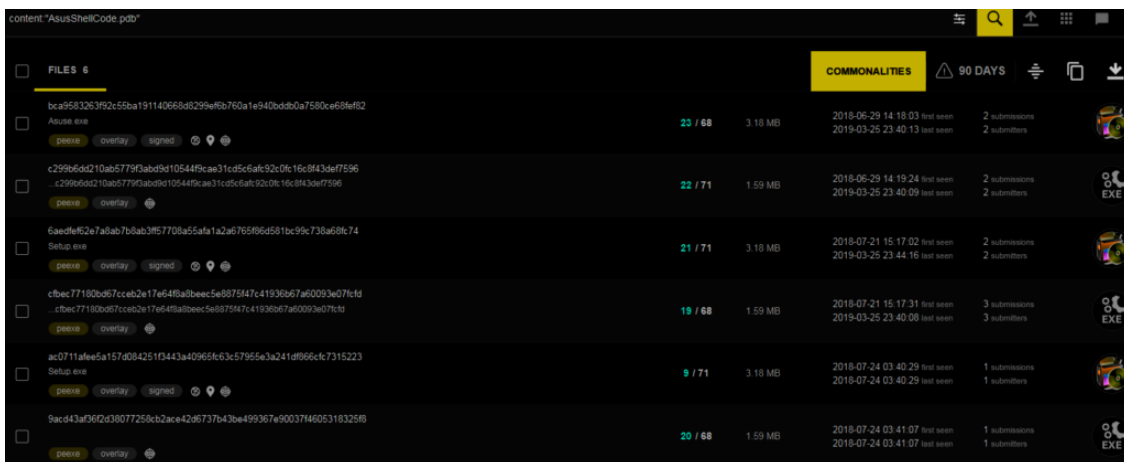 content:"AsusShellCode.pdb"
FILES 6
COMMONALITIES
90 DAYS
bca9583263f92c55ba191140668d8299ef6b760a1e940bddb0a7580ce68fef82
Asuse.exe
peexe overlay signed
23 / 68
3.18 MB
2018-06-29 14:18:03 first seen
2019-03-25 23:40:13 last seen
2 submissions
2 submitters
c299b6dd210ab5779f3abd9d10544f9cae31cd5c6afc92c0fc16c8f43def7596
...c299b6dd210ab5779f3abd9d10544f9cae31cd5c6afc92c0fc16c8f43def7596
peexe overlay
22 / 71
1.59 MB
2018-06-29 14:19:24 first seen
2019-03-25 23:40:09 last seen
2 submissions
2 submitters
EXE
6aedfef62e7a8ab7b8ab3ff57708a55afa1a2a6765f86d581bc99c738a68fc74
Setup.exe
peexe overlay signed
21 / 71
3.18 MB
2018-07-21 15:17:02 first seen
2019-03-25 23:44:16 last seen
2 submissions
2 submitters
cfbec77180bd67cceb2e17e64f8a8beec5e8875f47c41936b67a60093e07fcfd
...cfbec77180bd67cceb2e17e64f8a8beec5e8875f47c41936b67a60093e07fcfd
peexe overlay
19 / 68
1.59 MB
2018-07-21 15:17:31 first seen
2019-03-25 23:40:08 last seen
3 submissions
3 submitters
EXE
ac0711afee5a157d084251f3443a40965fc63c57955e3a241df866cfc7315223
Setup.exe
peexe overlay signed
9 / 71
3.18 MB
2018-07-24 03:40:29 first seen
2018-07-24 03:40:29 last seen
1 submissions
1 submitters
9acd43af36f2d38077258cb2ace42d6737b43be499367e90037f4605318325f8
peexe overlay
20 / 68
1.59 MB
2018-07-24 03:41:07 first seen
2018-07-24 03:41:07 last seen
1 submissions
1 submitters
EXE